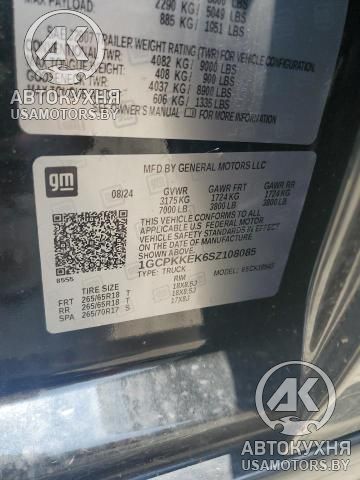 MAX PAYLOAD 2290 KG/5049 LBS
885 KG/1951 LBS
TRAILER WEIGHT RATING (TWR) FOR VEHICLE CONFIGURATION.
4082 KG/9000 LBS
408 KG/ 900 LBS
4037 KG/8900 LBS
606 KG/ 1335 LBS
OWNER'S MANUAL
gm
MFD BY GENERAL MOTORS LLC
08/24 GVWR GAWR FRT GAWR RR
3175 KG 1724 KG 1724 KG
7000 LB 3800 LB 3800 LB
THIS VEHICLE CONFORMS TO ALL APPLICABLE
U.S. FEDERAL MOTOR VEHICLE SAFETY
STANDARDS IN EFFECT ON THE DATE OF
MANUFACTURE SHOWN ABOVE.
1GCPKKEK6SZ108085
TYPE: TRUCK
8555
TIRE SIZE RIM
FRT 265/65R18 T 18X8.5J
RR 265/65R18 T 18X8.5J
SPA 265/70R17 S 17X8J
АВТОКУХНЯ
USAMOTORS.BY
AK
АВТОКУХНЯ
USAMOTORS.BY